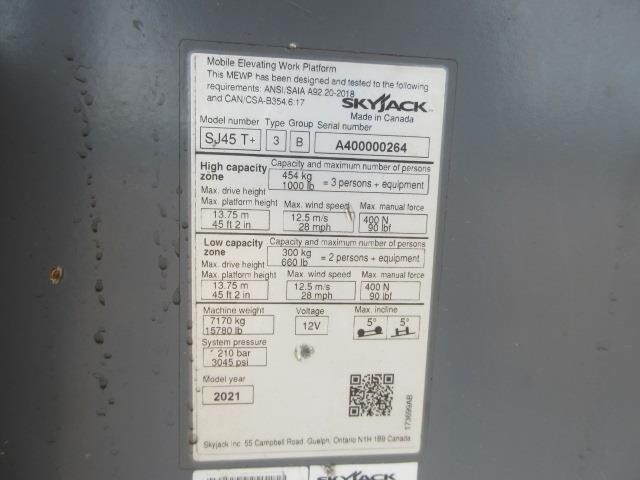 Mobile Elevating Work Platform
This MEWP has been designed and tested to the following
requirements: ANSI/SAIA A92.20-2018
and CAN/CSA-B354.6:17
SKYJACK
Made in Canada
Model number Type Group Serial number
SJ45 T+ 3 B A400000264
High capacity zone
Capacity and maximum number of persons
454 kg
1000 lb = 3 persons + equipment
Max. drive height
Max. platform height Max. wind speed Max. manual force
13.75 m 12.5 m/s 400 N
45 ft 2 in 28 mph 90 lbf
Low capacity zone
Capacity and maximum number of persons
300 kg
660 lb = 2 persons + equipment
Max. drive height
Max. platform height Max. wind speed Max. manual force
13.75 m 12.5 m/s 400 N
45 ft 2 in 28 mph 90 lbf
Machine weight Voltage Max. incline
7170 kg 12V 5° 5°
15780 lb
System pressure
210 bar
3045 psi
Model year
2021
173699AB
Skyjack Inc. 55 Campbell Road. Guelph, Ontario N1H 1B9 Canada
SKYJACK